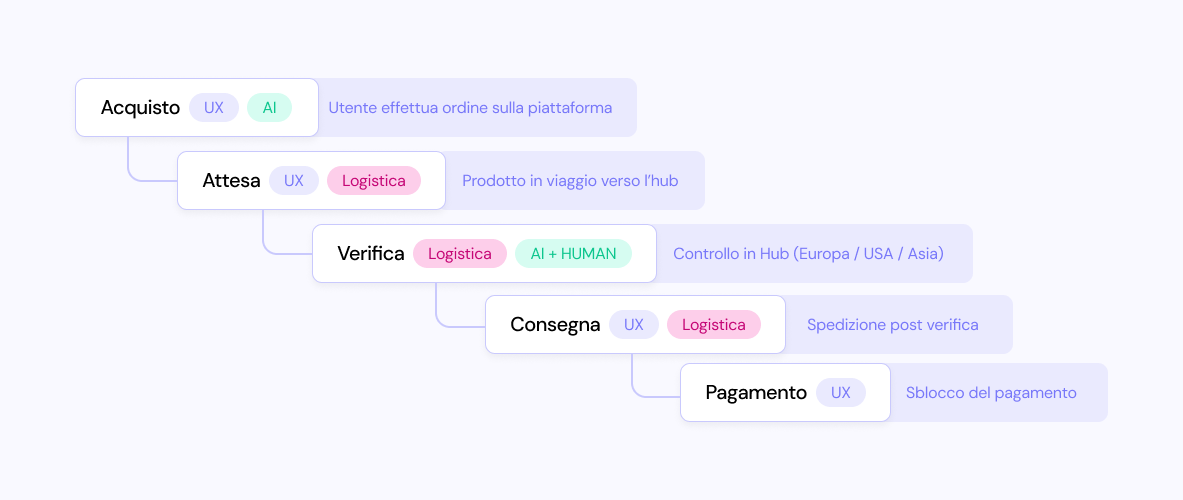 Acquisto UX AI Utente effettua ordine sulla piattaforma
Attesa UX Logistica Prodotto in viaggio verso l’hub
Verifica Logistica AI + HUMAN Controllo in Hub (Europa / USA / Asia)
Consegna UX Logistica Spedizione post verifica
Pagamento UX Sblocco del pagamento